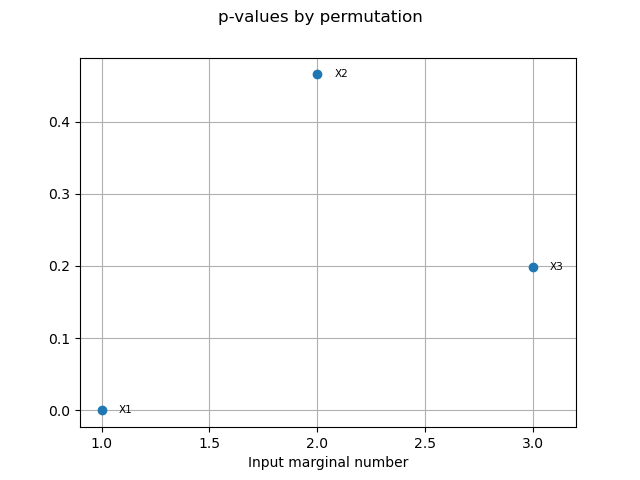 p-values by permutation
X2
0.4
0.3
0.2
X3
0.1
0.0
X1
1.0 1.5 2.0 2.5 3.0
Input marginal number